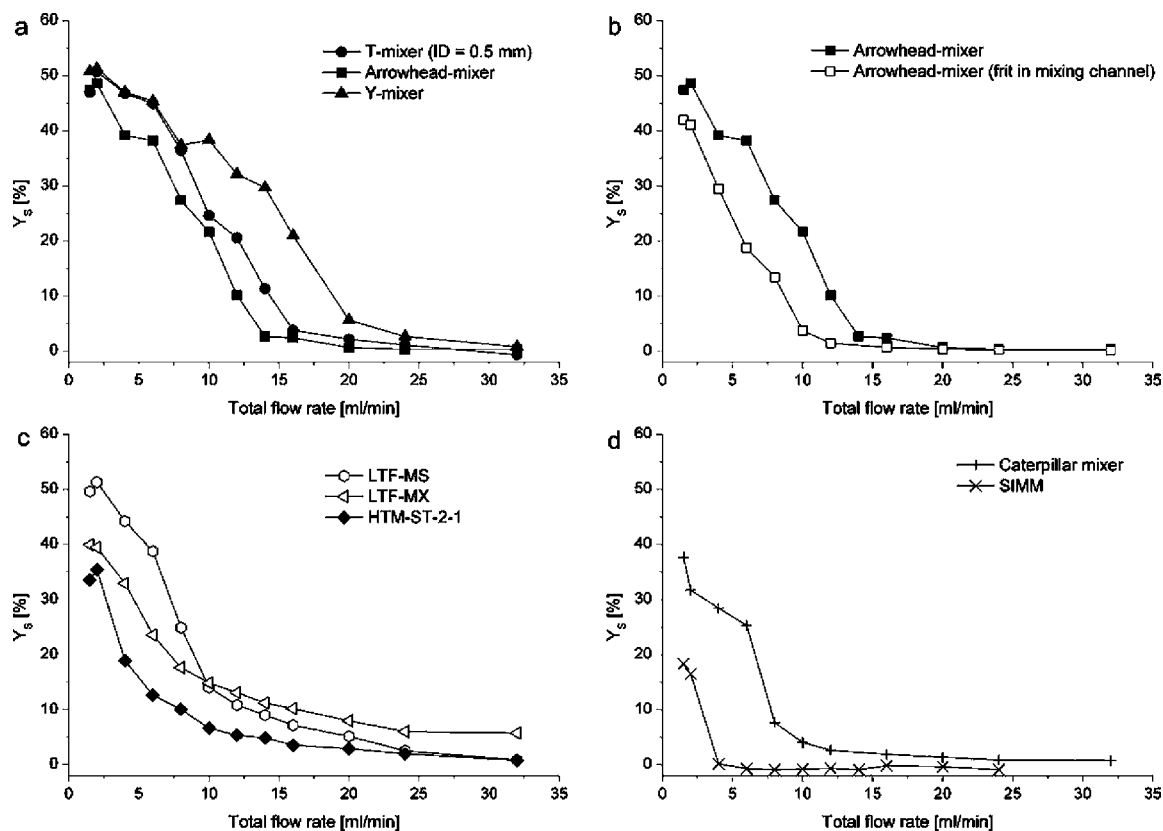 a
60
50
40
30
20
10
0
Y_S [%]
T-mixer (ID = 0.5 mm)
Arrowhead-mixer
Y-mixer
0 5 10 15 20 25 30 35
Total flow rate [ml/min]
b
60
50
40
30
20
10
0
Y_S [%]
Arrowhead-mixer
Arrowhead-mixer (frit in mixing channel)
0 5 10 15 20 25 30 35
Total flow rate [ml/min]
c
60
50
40
30
20
10
0
Y_S [%]
LTF-MS
LTF-MX
HTM-ST-2-1
0 5 10 15 20 25 30 35
Total flow rate [ml/min]
d
60
50
40
30
20
10
0
Y_S [%]
Caterpillar mixer
SIMM
0 5 10 15 20 25 30 35
Total flow rate [ml/min]